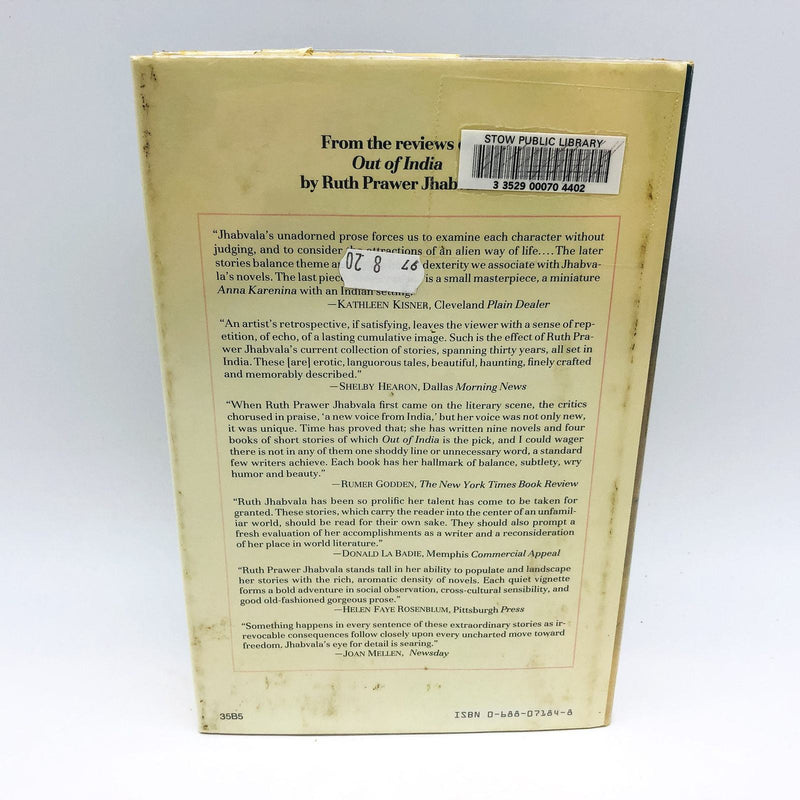 From the reviews
Out of India
by Ruth Prawer Jhab
STOW PUBLIC LIBRARY
3 3529 00070 4402
"Jhabvala's unadorned prose forces us to examine each character without
judging, and to consider the attractions of an alien way of life....The later
stories balance theme dexterity we associate with Jhabva-
la's novels. The last piece is a small masterpiece, a miniature
Anna Karenina with an Indian setting."
02 8 97
—KATHLEEN KISNER, Cleveland Plain Dealer
"An artist's retrospective, if satisfying, leaves the viewer with a sense of rep-
etition, of echo, of a lasting cumulative image. Such is the effect of Ruth Pra-
wer Jhabvala's current collection of stories, spanning thirty years, all set in
India. These [are] erotic, languorous tales, beautiful, haunting, finely crafted
and memorably described."
—SHELBY HEARON, Dallas Morning News
"When Ruth Prawer Jhabvala first came on the literary scene, the critics
chorused in praise, 'a new voice from India,' but her voice was not only new,
it was unique. Time has proved that; she has written nine novels and four
books of short stories of which Out of India is the pick, and I could wager
there is not in any of them one shoddy line or unnecessary word, a standard
few writers achieve. Each book has her hallmark of balance, subtlety, wry
humor and beauty."
—RUMER GODDEN, The New York Times Book Review
"Ruth Jhabvala has been so prolific her talent has come to be taken for
granted. These stories, which carry the reader into the center of an unfamil-
iar world, should be read for their own sake. They should also prompt a
fresh evaluation of her accomplishments as a writer and a reconsideration
of her place in world literature."
—DONALD LA BADIE, Memphis Commercial Appeal
"Ruth Prawer Jhabvala stands tall in her ability to populate and landscape
her stories with the rich, aromatic density of novels. Each quiet vignette
forms a bold adventure in social observation, cross-cultural sensibility, and
good old-fashioned gorgeous prose."
—HELEN FAYE ROSENBLUM, Pittsburgh Press
"Something happens in every sentence of these extraordinary stories as ir-
revocable consequences follow closely upon every uncharted move toward
freedom, Jhabvala's eye for detail is searing."
—JOAN MELLEN, Newsday
35B5
ISBN 0-688-07184-8